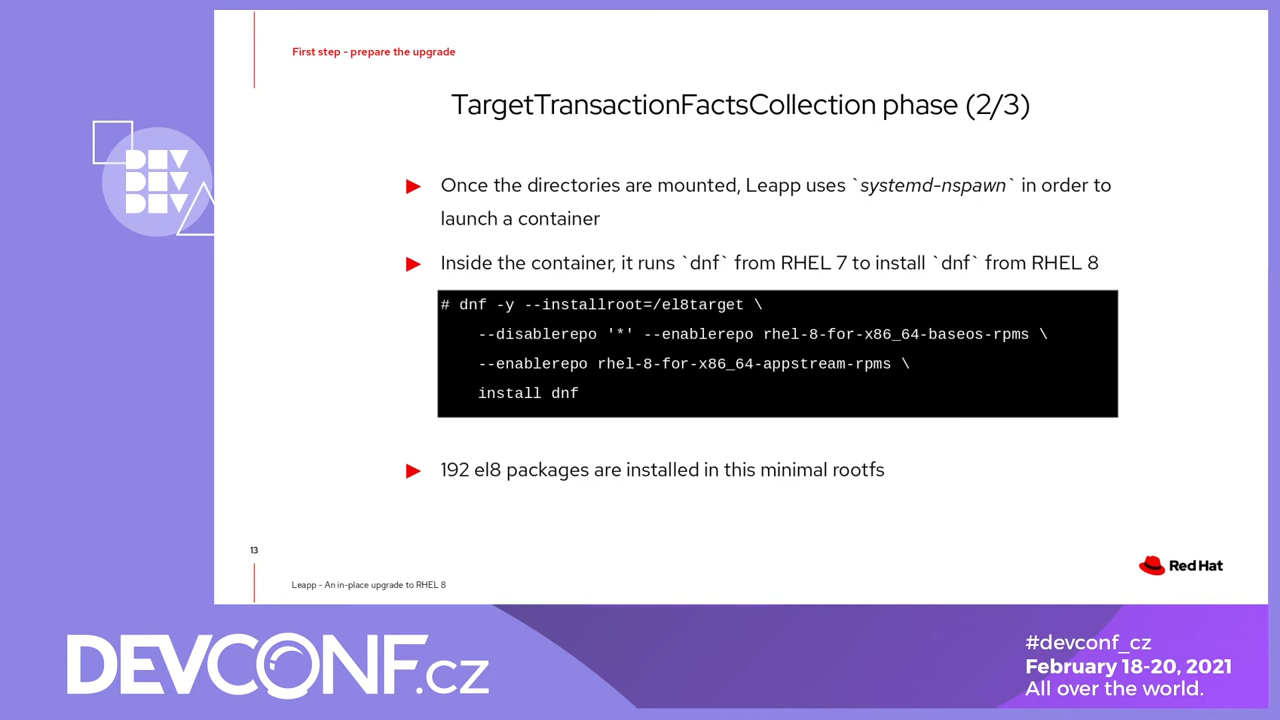 First step - prepare the upgrade
TargetTransactionFactsCollection phase (2/3)
DEV
DEV
DEV
Once the directories are mounted, Leapp uses `systemd-nspawn` in order to
launch a container
Inside the container, it runs `dnf` from RHEL 7 to install `dnf` from RHEL 8
# dnf -y --installroot=/el8target \
--disablerepo '*' --enablerepo rhel-8-for-x86_64-baseos-rpms \
--enablerepo rhel-8-for-x86_64-appstream-rpms \
install dnf
192 el8 packages are installed in this minimal rootfs
13
Red Hat
Leapp - An in-place upgrade to RHEL 8
DEVCONF.cz
#devconf_cz
February 18-20, 2021
All over the world.